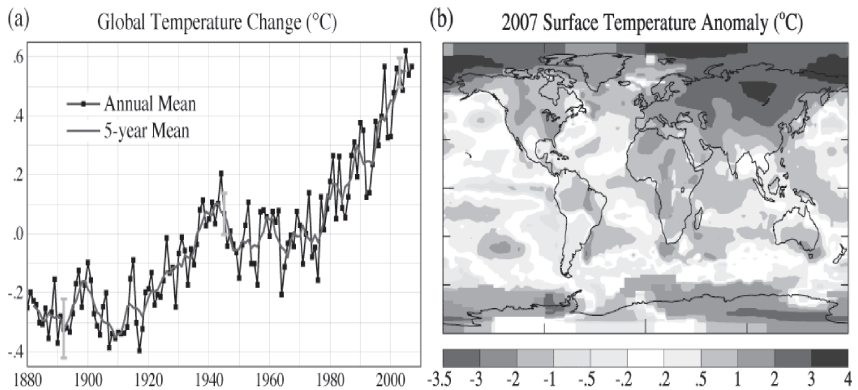 (a) Global Temperature Change (°C)
.6
.4
.2
.0
-.2
-.4
Annual Mean
5-year Mean
1880 1900 1920 1940 1960 1980 2000
(b) 2007 Surface Temperature Anomaly (°C)
-3.5 -3 -2 -1 -.5 -.2 .2 .5 1 2 3 4